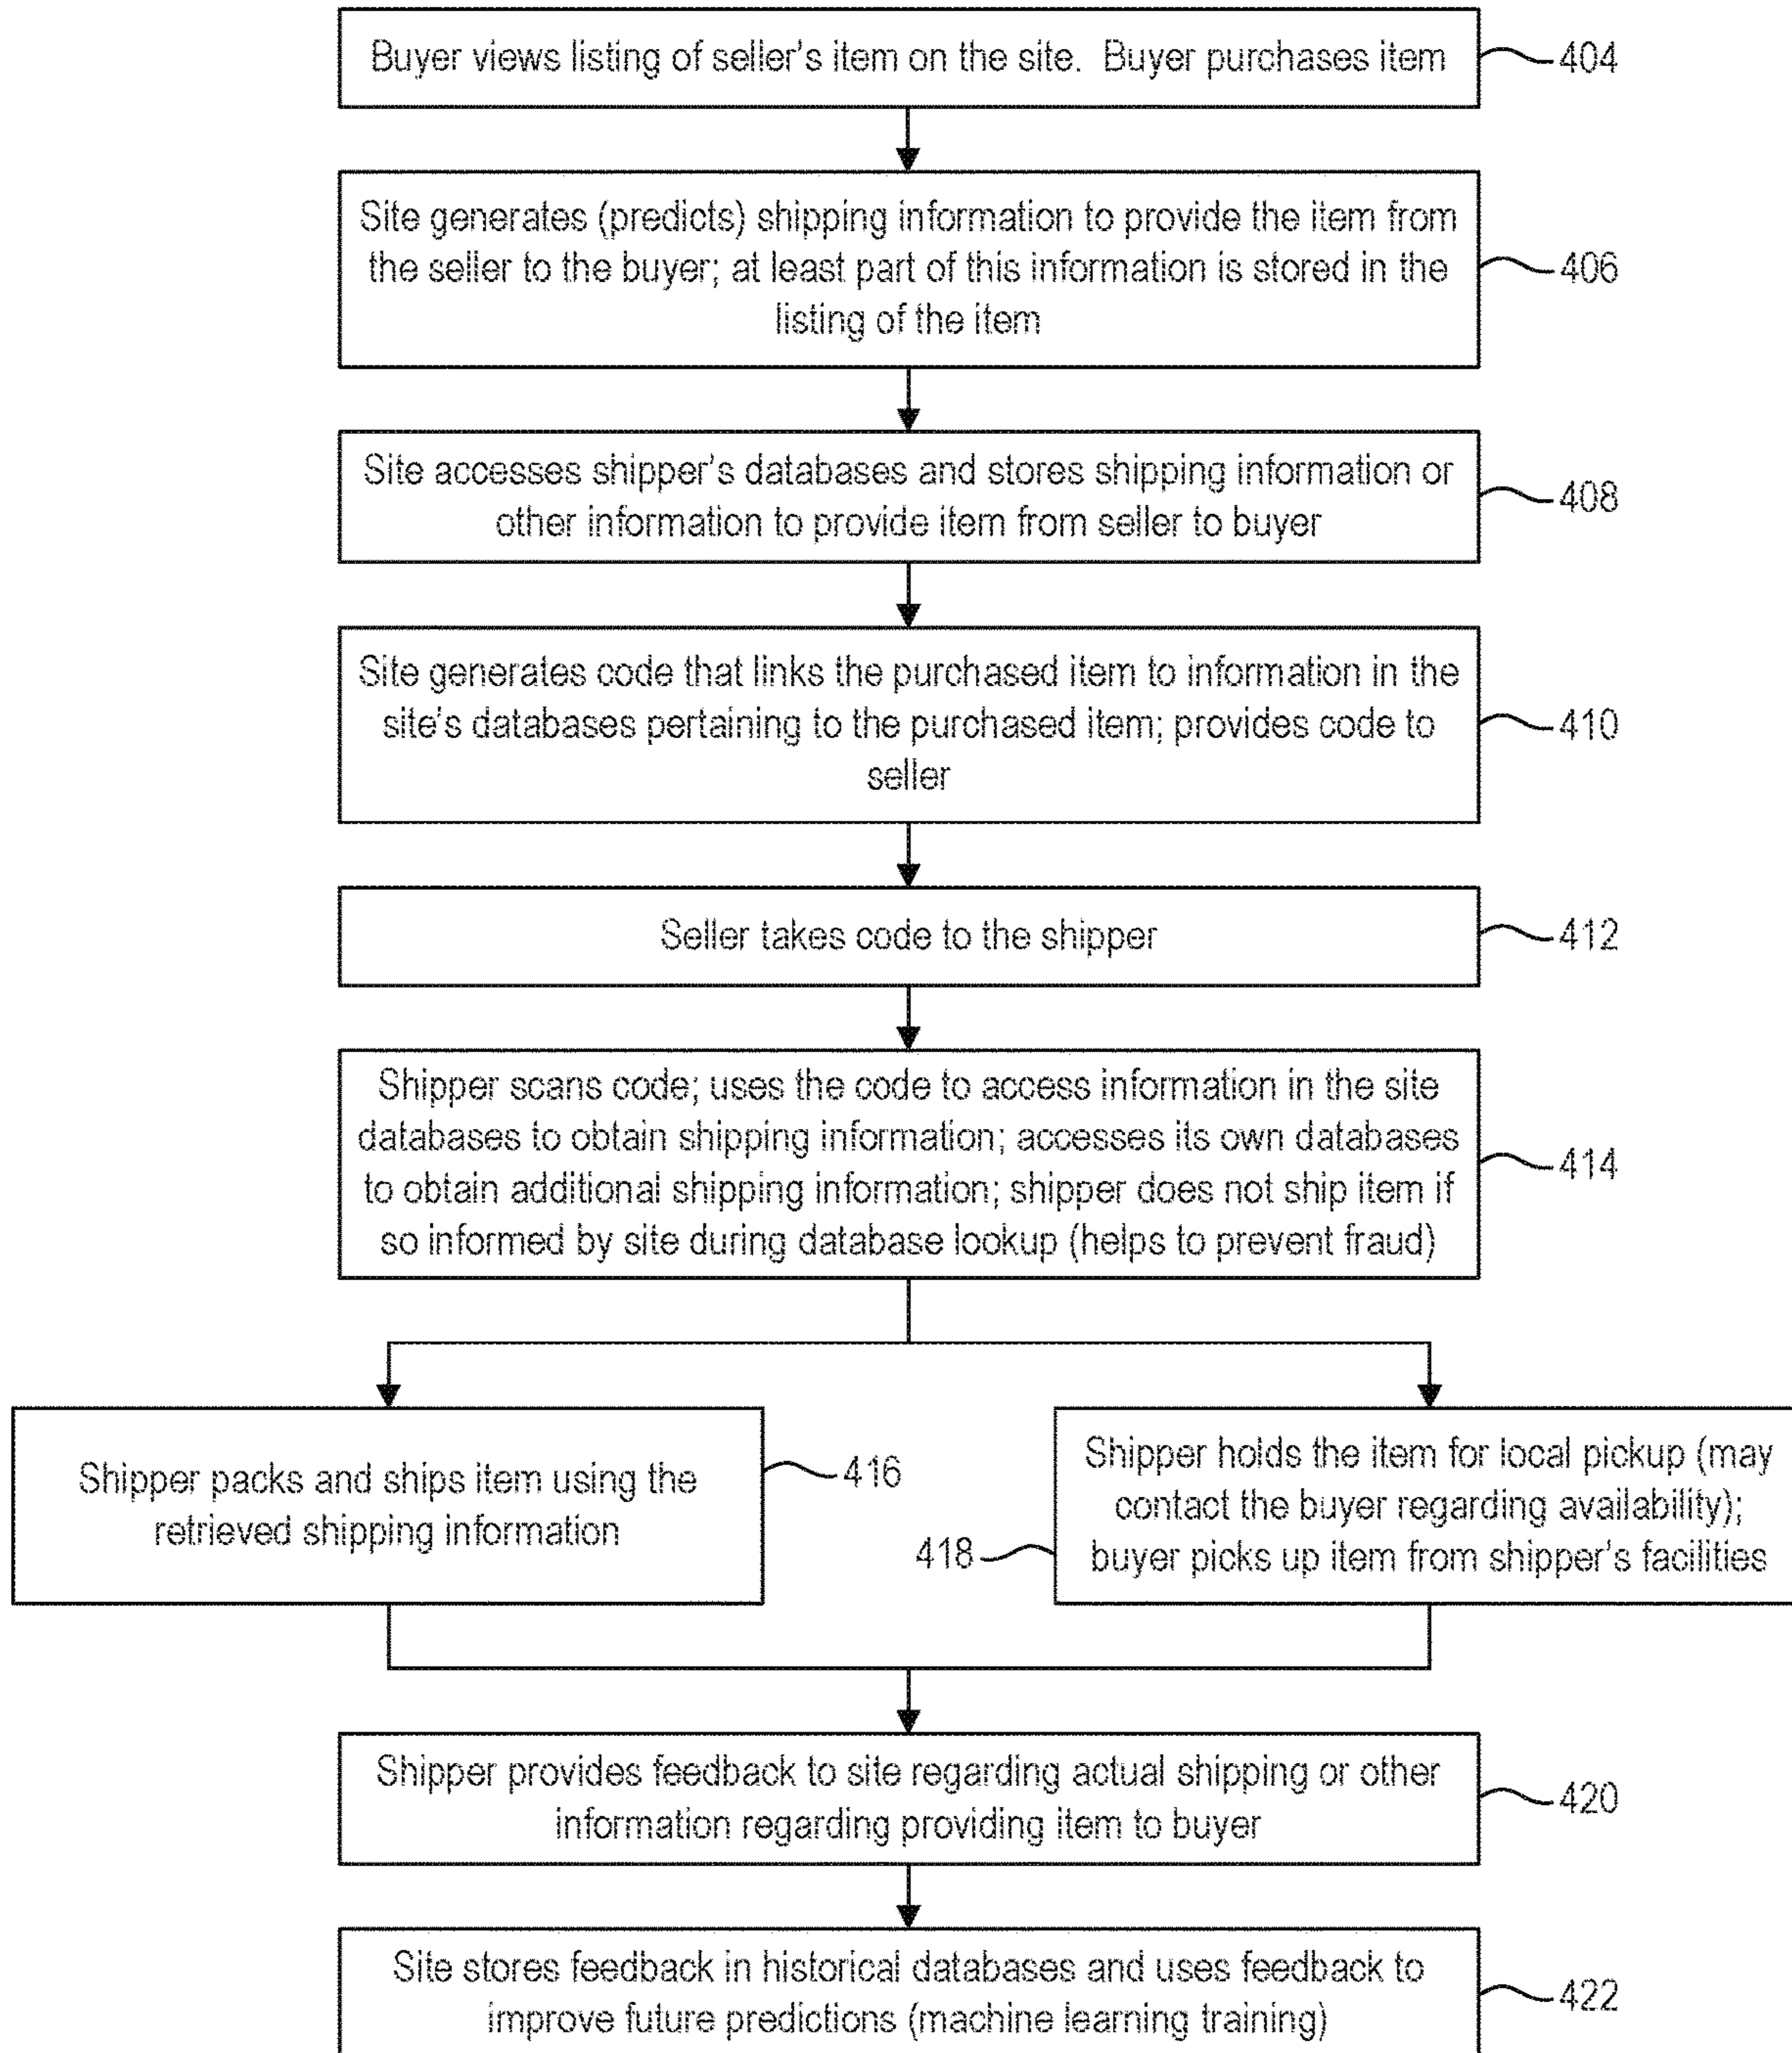 Buyer views listing of seller's item on the site. Buyer purchases item
404
Site generates (predicts) shipping information to provide the item from
the seller to the buyer; at least part of this information is stored in the
listing of the item
406
Site accesses shipper's databases and stores shipping information or
other information to provide item from seller to buyer
408
Site generates code that links the purchased item to information in the
site's databases pertaining to the purchased item; provides code to
seller
410
Seller takes code to the shipper
412
Shipper scans code; uses the code to access information in the site
databases to obtain shipping information; accesses its own databases
to obtain additional shipping information; shipper does not ship item if
so informed by site during database lookup (helps to prevent fraud)
414
Shipper packs and ships item using the
retrieved shipping information
416
Shipper holds the item for local pickup (may
contact the buyer regarding availability);
buyer picks up item from shipper's facilities
418
Shipper provides feedback to site regarding actual shipping or other
information regarding providing item to buyer
420
Site stores feedback in historical databases and uses feedback to
improve future predictions (machine learning training)
422